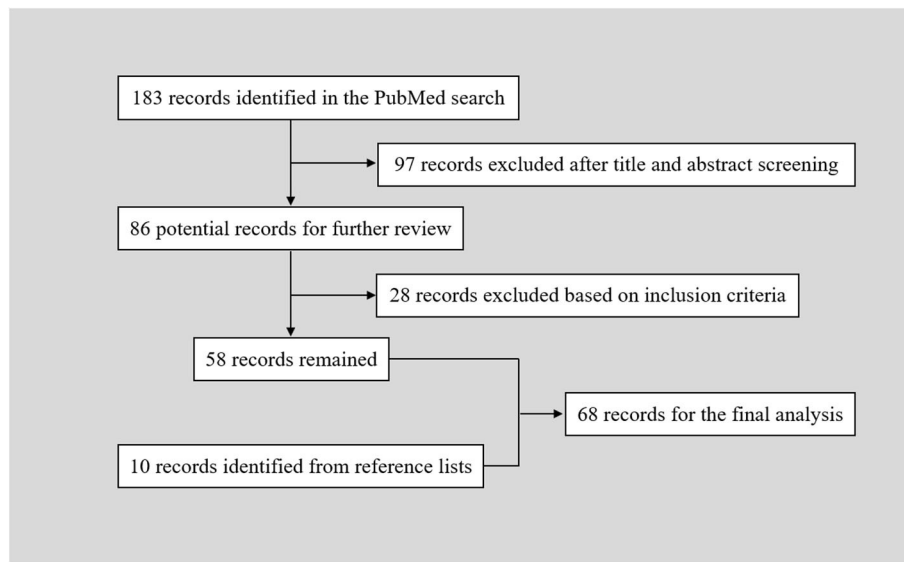 183 records identified in the PubMed search
97 records excluded after title and abstract screening
86 potential records for further review
28 records excluded based on inclusion criteria
58 records remained
68 records for the final analysis
10 records identified from reference lists